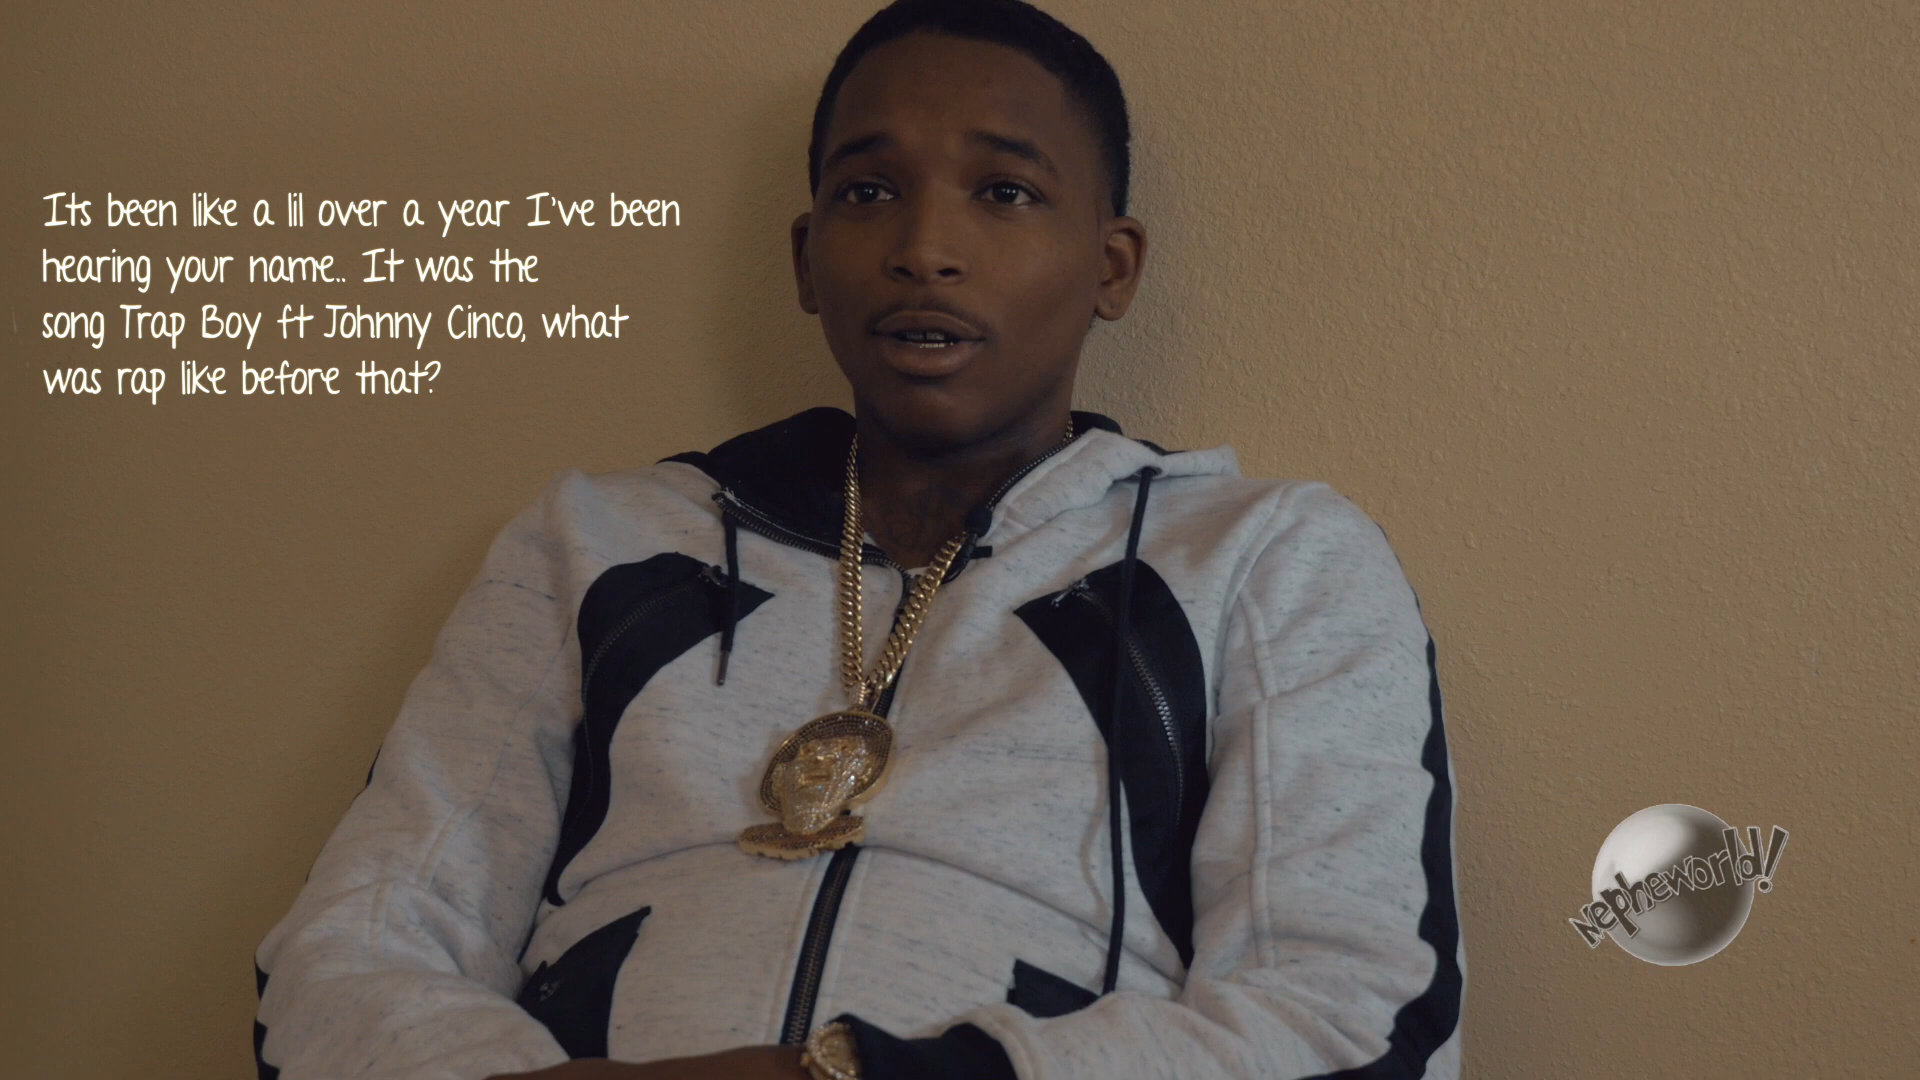 Its been like a lil over a year I've been
hearing your name.. It was the
song Trap Boy ft Johnny Cinco, what
was rap like before that?
Nepheworld!